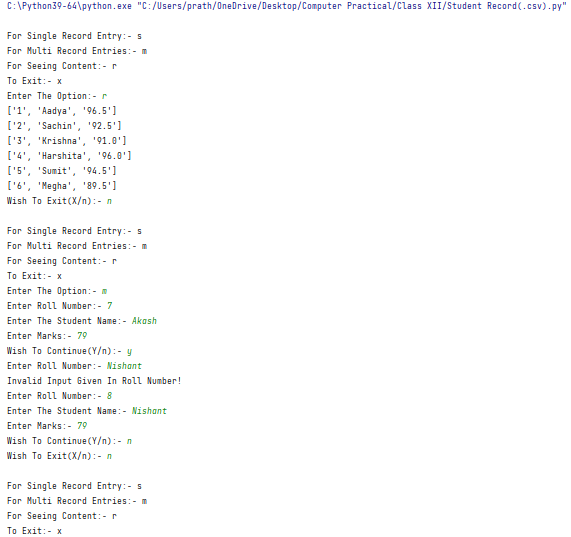 C:\Python39-64\python.exe "C:/Users/prath/OneDrive/Desktop/Computer Practical/Class XII/Student Record(.csv).py"
For Single Record Entry:- s
For Multi Record Entries:- m
For Seeing Content:- r
To Exit:- x
Enter The Option:- r
['1', 'Aadya', '96.5']
['2', 'Sachin', '92.5']
['3', 'Krishna', '91.0']
['4', 'Harshita', '96.0']
['5', 'Sumit', '94.5']
['6', 'Megha', '89.5']
Wish To Exit(X/n):- n
For Single Record Entry:- s
For Multi Record Entries:- m
For Seeing Content:- r
To Exit:- x
Enter The Option:- m
Enter Roll Number:- 7
Enter The Student Name:- Akash
Enter Marks:- 79
Wish To Continue(Y/n):- y
Enter Roll Number:- Nishant
Invalid Input Given In Roll Number!
Enter Roll Number:- 8
Enter The Student Name:- Nishant
Enter Marks:- 79
Wish To Continue(Y/n):- n
Wish To Exit(X/n):- n
For Single Record Entry:- s
For Multi Record Entries:- m
For Seeing Content:- r
To Exit:- x